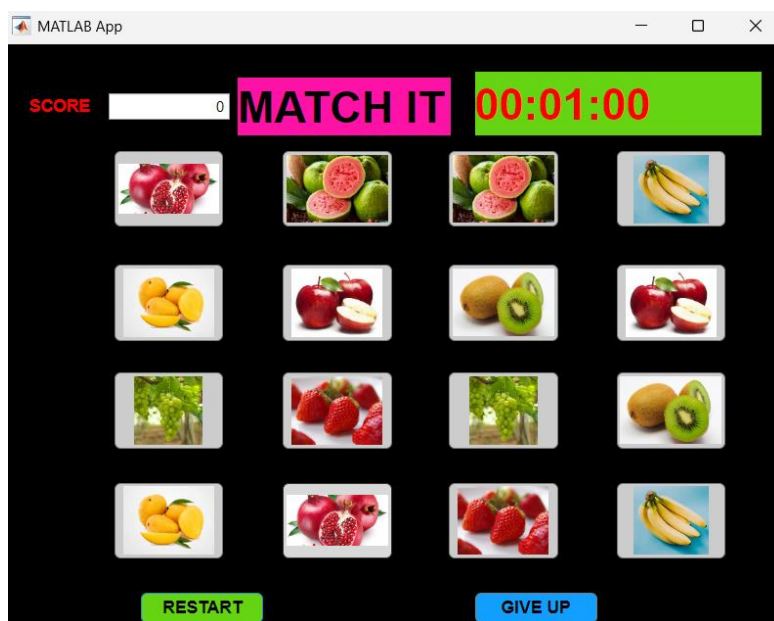 MATLAB App
SCORE
0
MATCH IT
00:01:00
RESTART
GIVE UP